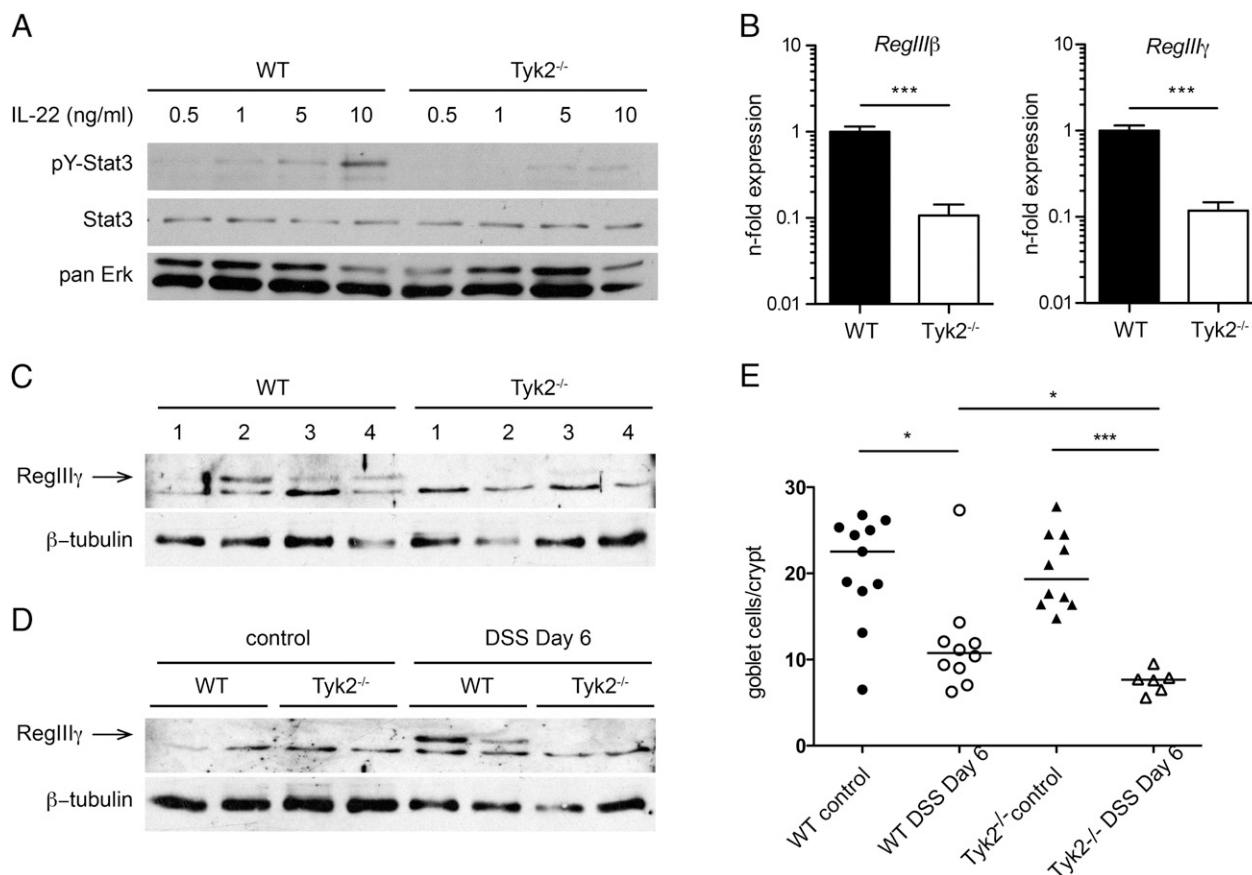 A
WT Tyk2⁻/⁻
IL-22 (ng/ml) 0.5 1 5 10 0.5 1 5 10
pY-Stat3
Stat3
pan Erk
B
RegIIIβ
n-fold expression
10
1
0.1
0.01
***
WT Tyk2⁻/⁻
RegIIIγ
n-fold expression
10
1
0.1
0.01
***
WT Tyk2⁻/⁻
C
WT Tyk2⁻/⁻
1 2 3 4 1 2 3 4
RegIIIγ →
β–tubulin
D
control DSS Day 6
WT Tyk2⁻/⁻ WT Tyk2⁻/⁻
RegIIIγ →
β–tubulin
E
*
* ***
goblet cells/crypt
30
20
10
0
WT control
WT DSS Day 6
Tyk2⁻/⁻control
Tyk2-/- DSS Day 6